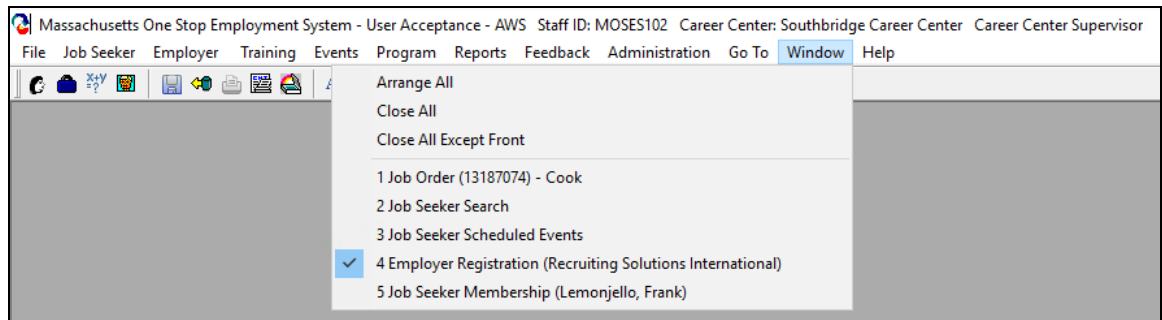 Massachusetts One Stop Employment System - User Acceptance - AWS Staff ID: MOSES102 Career Center: Southbridge Career Center Career Center Supervisor
File Job Seeker Employer Training Events Program Reports Feedback Administration Go To Window Help
X+Y
=?
Arrange All
Close All
Close All Except Front
1 Job Order (13187074) - Cook
2 Job Seeker Search
3 Job Seeker Scheduled Events
4 Employer Registration (Recruiting Solutions International)
5 Job Seeker Membership (Lemonjello, Frank)